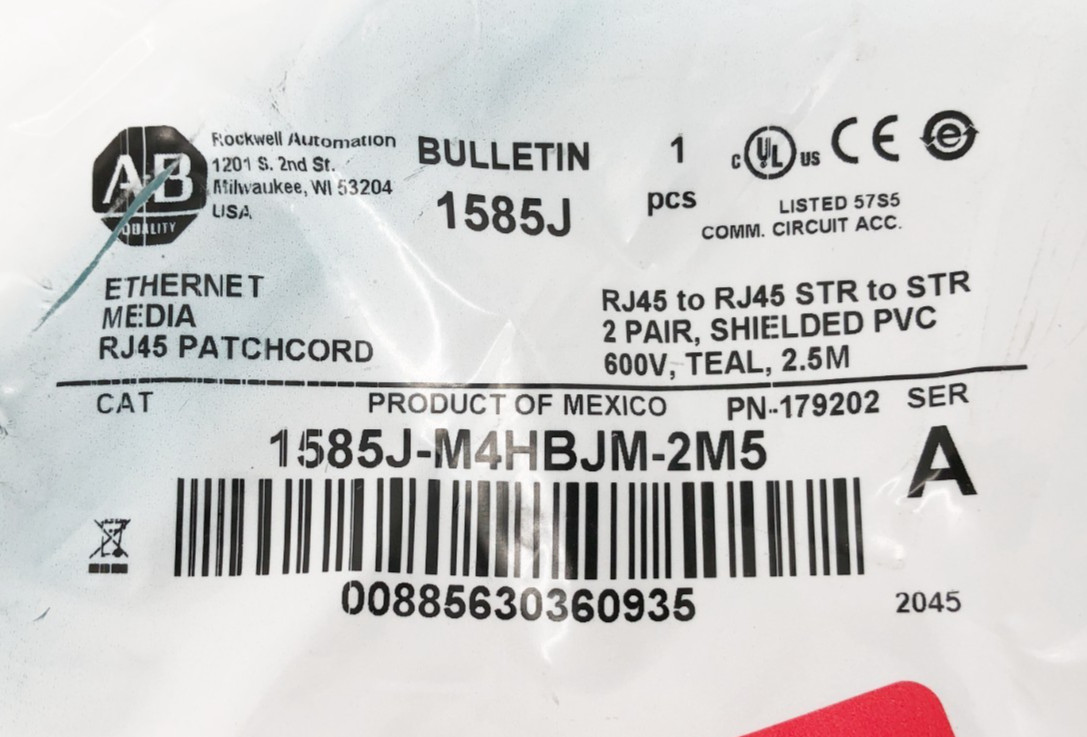 AB
QUALITY
Rockwell Automation
1201 S. 2nd St.
Milwaukee, WI 53204
USA
BULLETIN
1585J
1
pcs
c UL us CE e
LISTED 57S5
COMM. CIRCUIT ACC.
ETHERNET
MEDIA
RJ45 PATCHCORD
RJ45 to RJ45 STR to STR
2 PAIR, SHIELDED PVC
600V, TEAL, 2.5M
CAT
PRODUCT OF MEXICO
PN-179202
SER
1585J-M4HBJM-2M5
A
00885630360935
2045